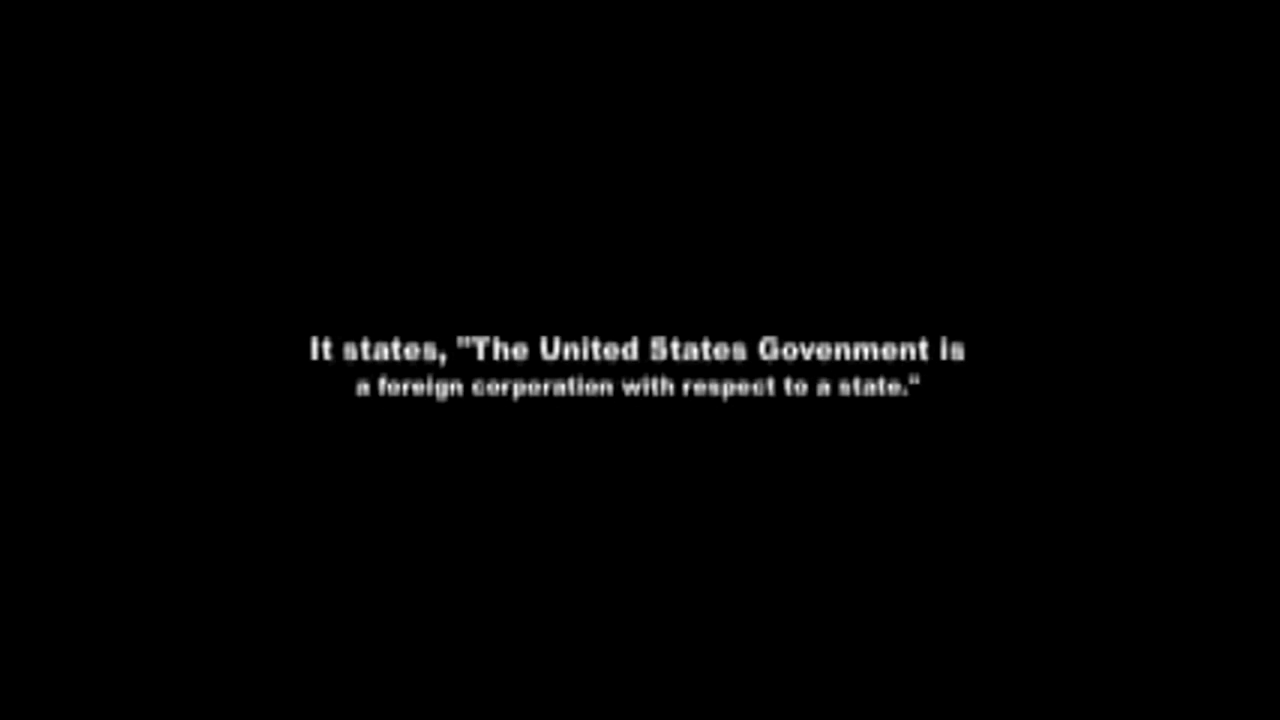 It states, "The United States Govenment is
a foreign corporation with respect to a state."